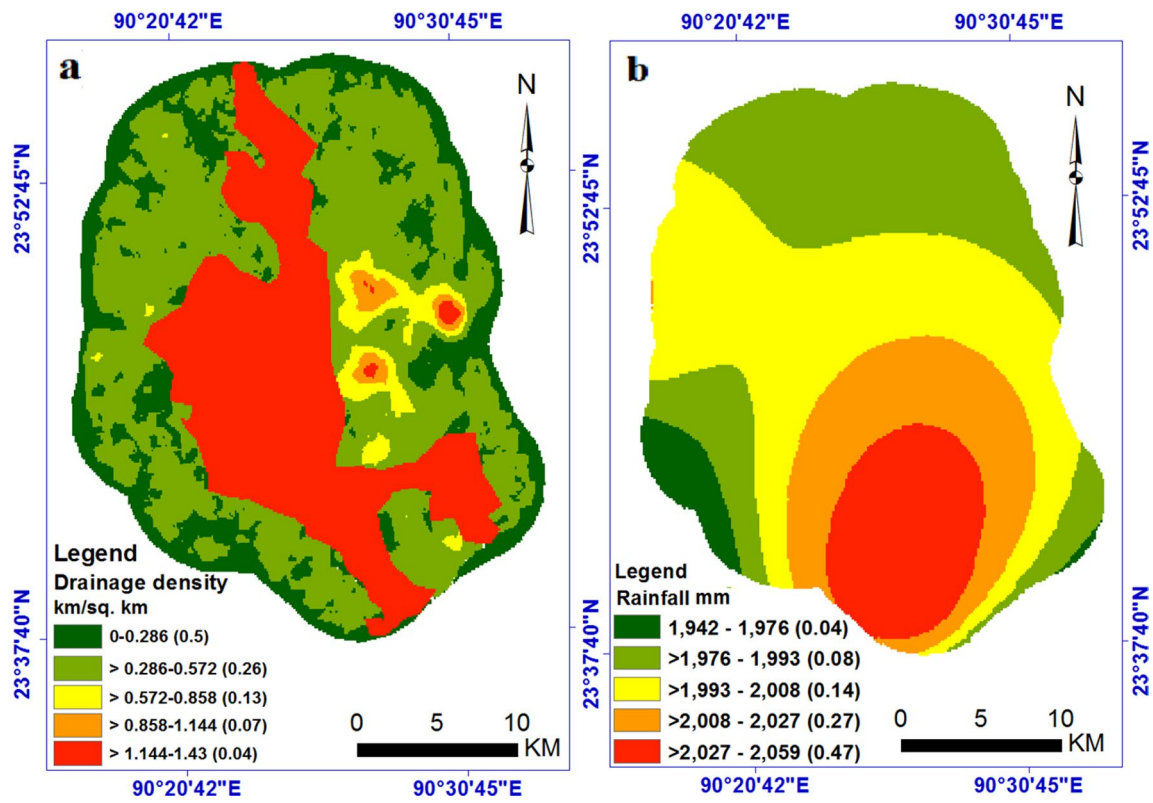 90°20'42"E
90°30'45"E
a
N
23°52'45"N
Legend
Drainage density
km/sq. km
0-0.286 (0.5)
> 0.286-0.572 (0.26)
> 0.572-0.858 (0.13)
> 0.858-1.144 (0.07)
> 1.144-1.43 (0.04)
0 5 10
KM
23°37'40"N
90°20'42"E
90°30'45"E
90°20'42"E
90°30'45"E
b
N
23°52'45"N
23°52'45"N
Legend
Rainfall mm
1,942 - 1,976 (0.04)
>1,976 - 1,993 (0.08)
>1,993 - 2,008 (0.14)
>2,008 - 2,027 (0.27)
>2,027 - 2,059 (0.47)
0 5 10
KM
23°37'40"N
23°37'40"N
90°20'42"E
90°30'45"E